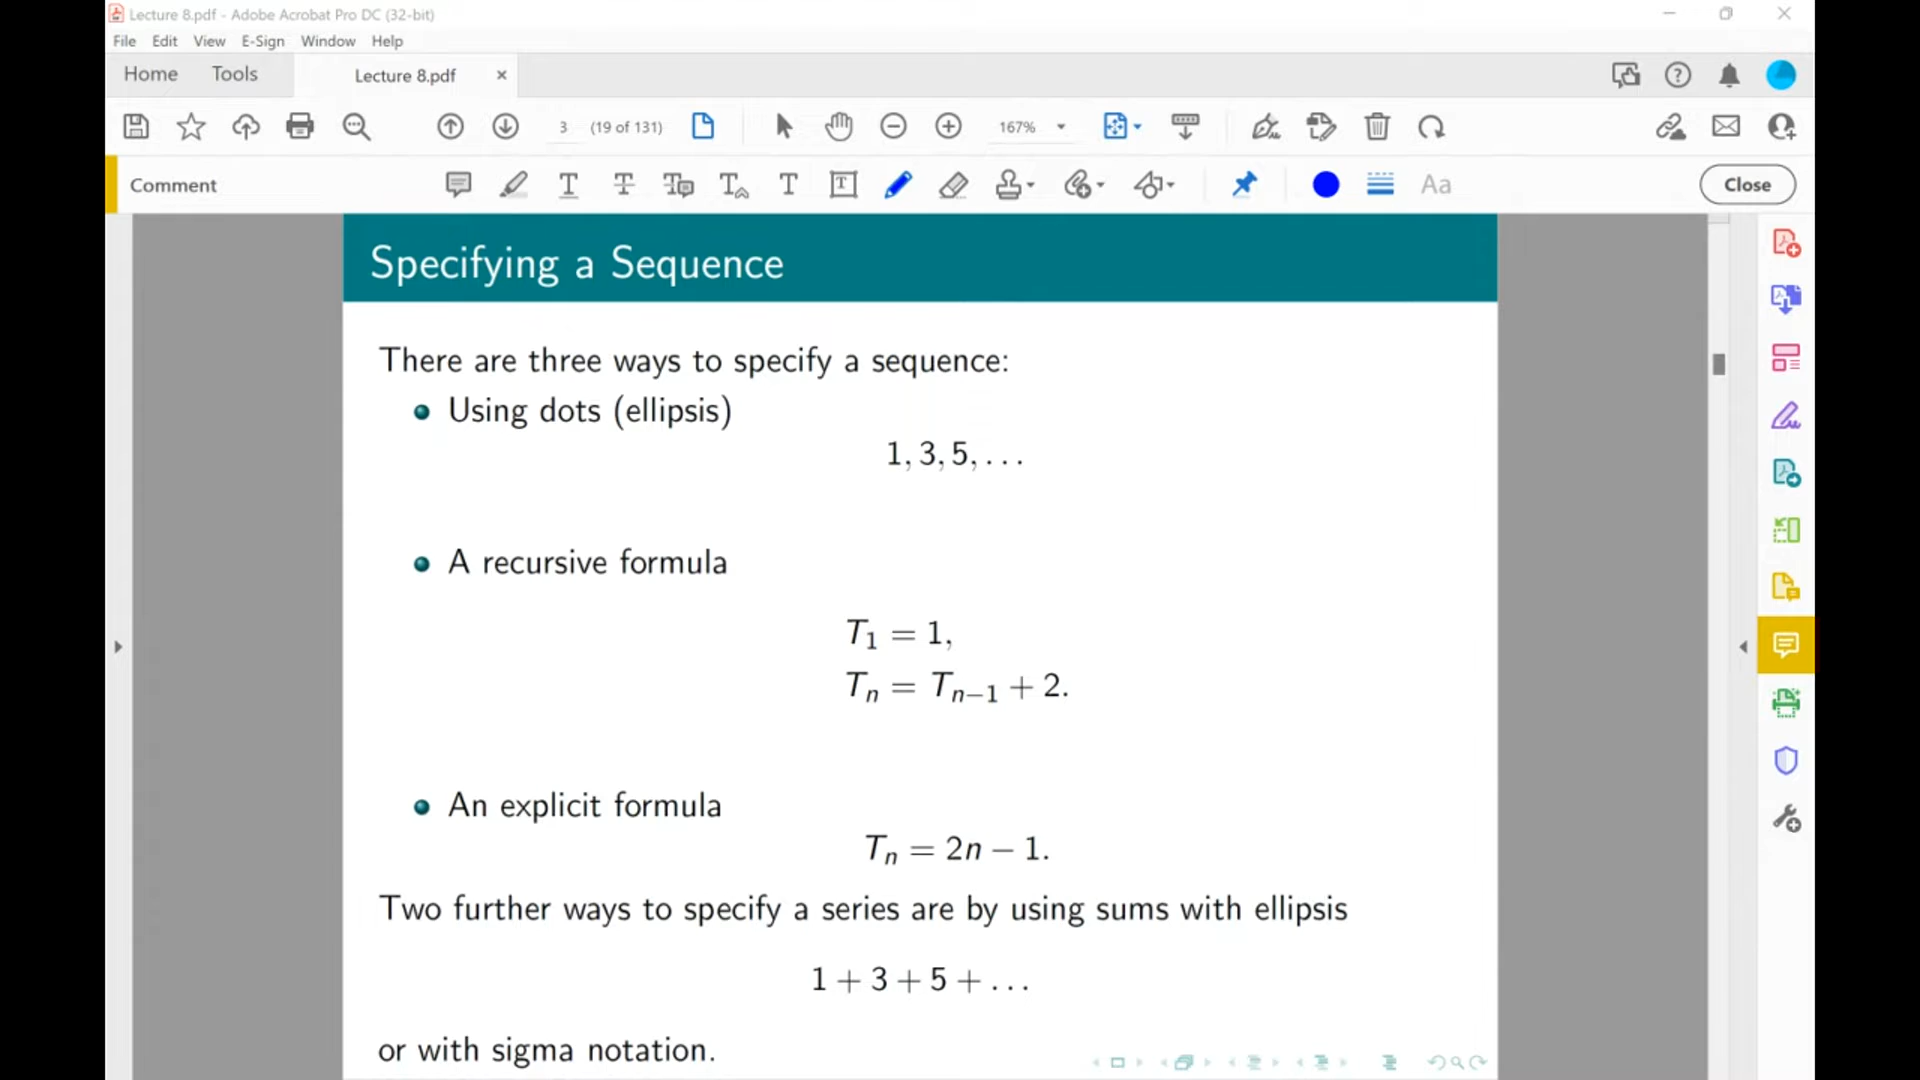 Lecture 8.pdf - Adobe Acrobat Pro DC (32-bit)
File Edit View E-Sign Window Help
Home Tools Lecture 8.pdf
3 (19 of 131) 167%
Comment Aa Close
Specifying a Sequence
There are three ways to specify a sequence:
Using dots (ellipsis)
1, 3, 5, . . .
A recursive formula
T₁ = 1,
Tₙ = Tₙ₋₁ + 2.
An explicit formula
Tₙ = 2n − 1.
Two further ways to specify a series are by using sums with ellipsis
1 + 3 + 5 + . . .
or with sigma notation.